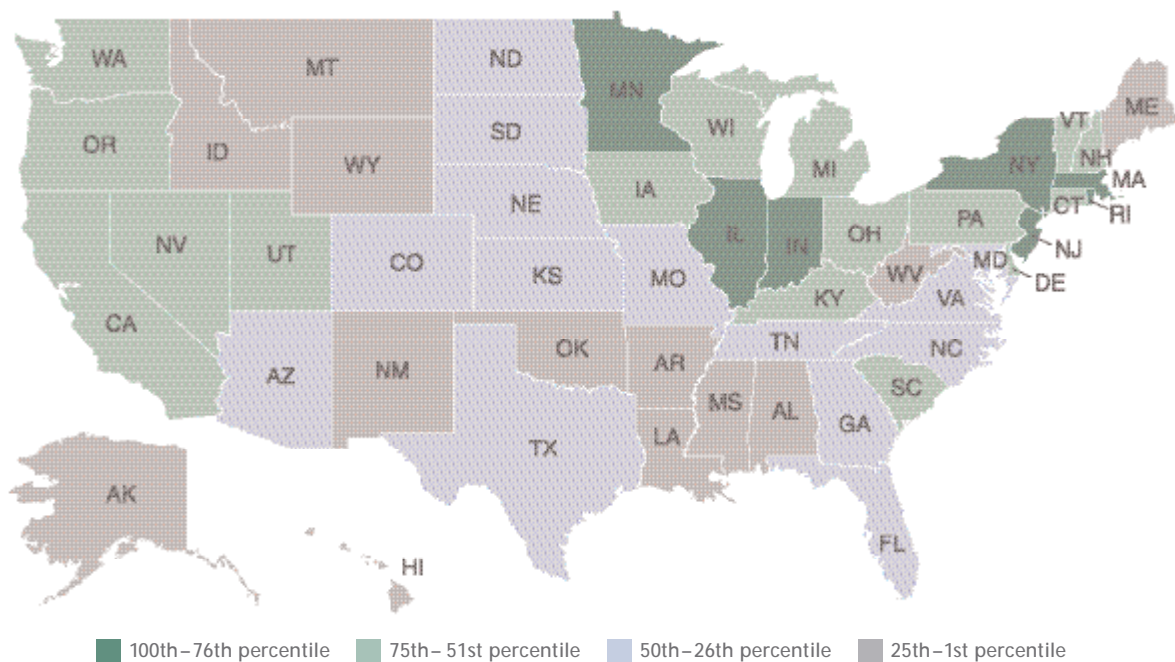 WA
MT
ND
MN
ME
VT
OR
ID
SD
WI
NH
WY
MI
NY
MA
IA
NE
CT
RI
PA
NV
UT
CO
IL
IN
OH
NJ
MD
KS
MO
WV
DE
KY
VA
CA
TN
NC
OK
AR
AZ
NM
SC
MS
AL
GA
LA
TX
AK
FL
HI
100th–76th percentile 75th–51st percentile 50th–26th percentile 25th–1st percentile